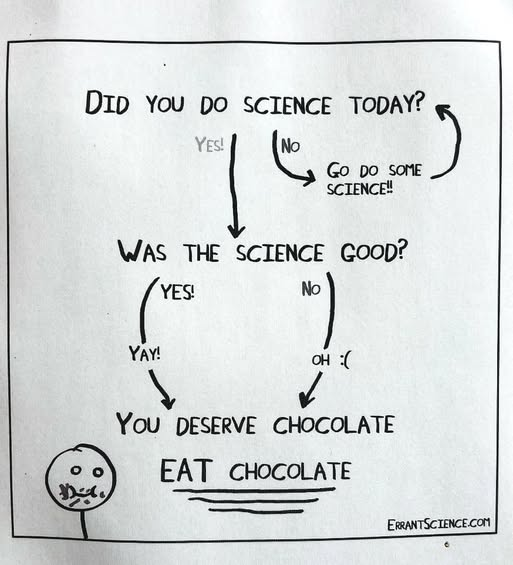 DID YOU DO SCIENCE TODAY?
YES!
NO
GO DO SOME
SCIENCE!!
WAS THE SCIENCE GOOD?
YES!
NO
YAY!
OH :(
YOU DESERVE CHOCOLATE
EAT CHOCOLATE
ERRANTSCIENCE.COM